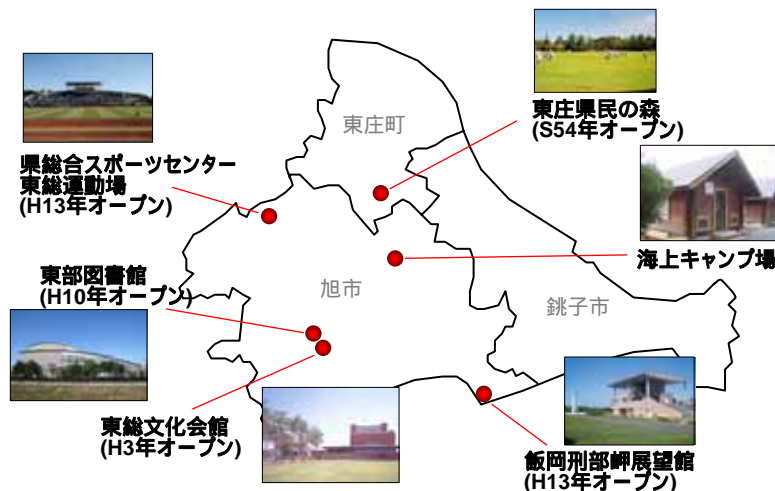 東庄県民の森
(S54年オープン)
東庄町
県総合スポーツセンター
東総運動場
(H13年オープン)
海上キャンプ場
東部図書館
(H10年オープン)
旭市
銚子市
東総文化会館
(H3年オープン)
飯岡刑部岬展望館
(H13年オープン)